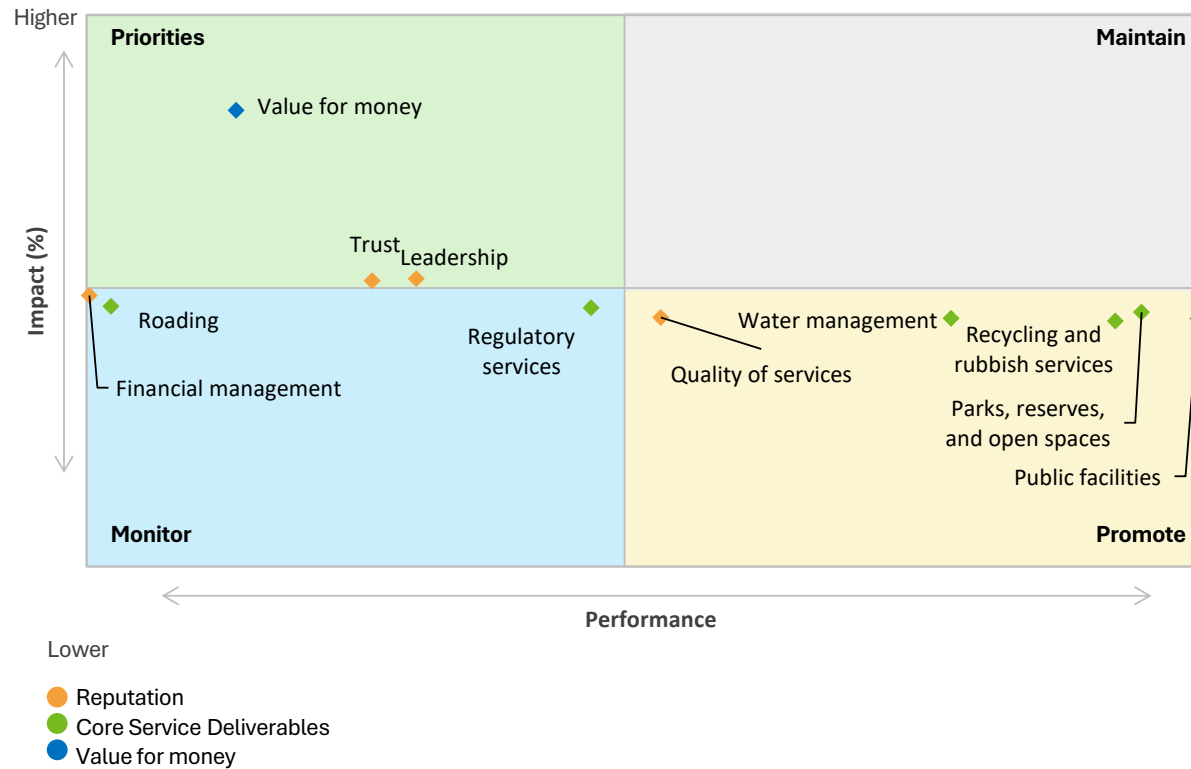 Higher
Priorities
Maintain
Value for money
Trust
Leadership
Impact (%)
Roading
Regulatory
services
Financial management
Water management
Quality of services
Recycling and
rubbish services
Parks, reserves,
and open spaces
Public facilities
Monitor
Promote
Performance
Lower
Reputation
Core Service Deliverables
Value for money